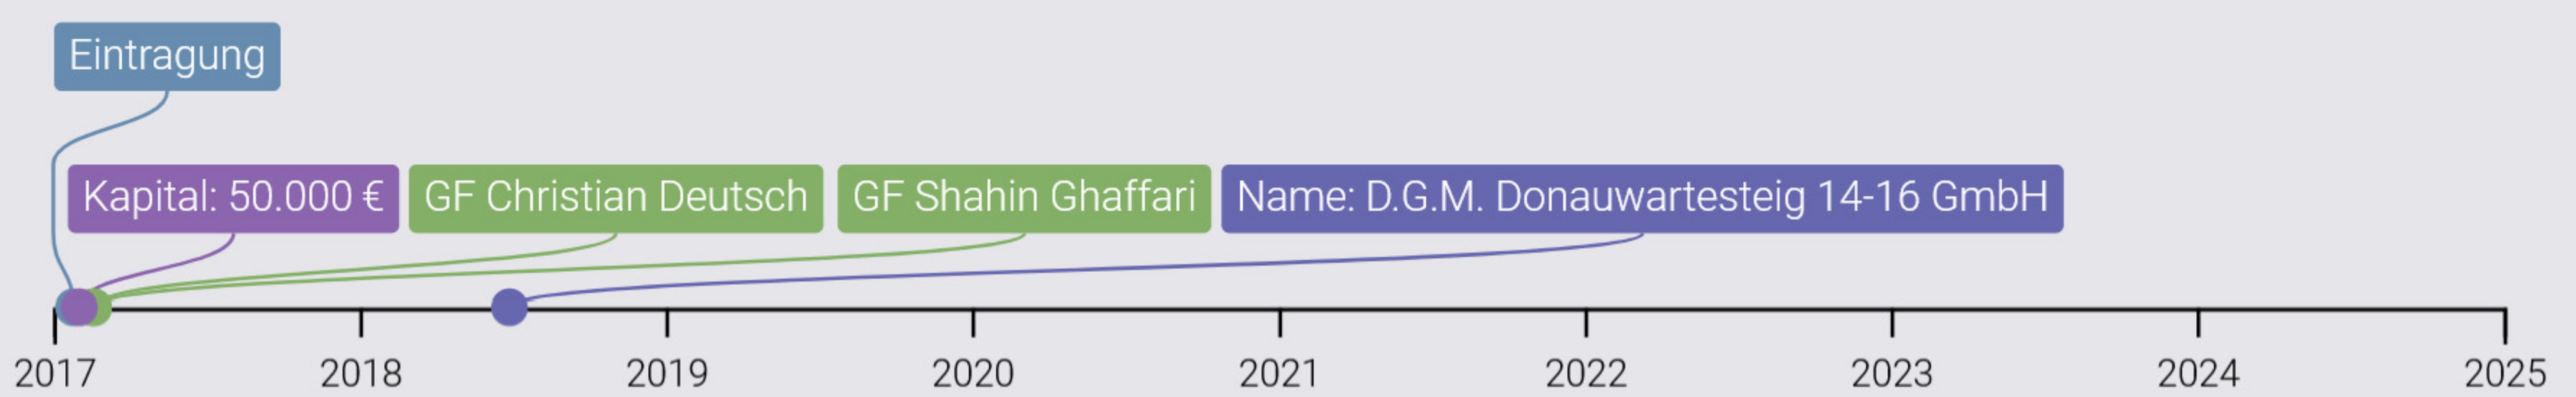 Eintragung
Kapital: 50.000 €
GF Christian Deutsch
GF Shahin Ghaffari
Name: D.G.M. Donauwartesteig 14-16 GmbH
2017 2018 2019 2020 2021 2022 2023 2024 2025